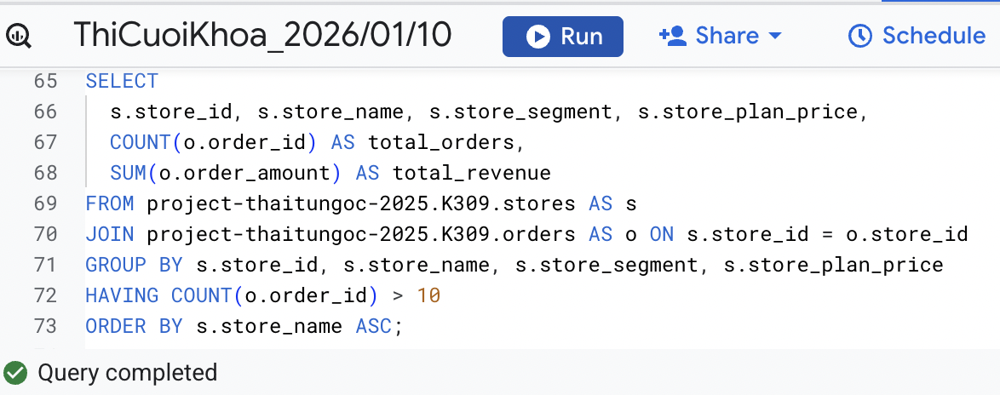 ThiCuoiKhoa_2026/01/10 Run Share Schedule
65 SELECT
66 s.store_id, s.store_name, s.store_segment, s.store_plan_price,
67 COUNT(o.order_id) AS total_orders,
68 SUM(o.order_amount) AS total_revenue
69 FROM project-thaitungoc-2025.K309.stores AS s
70 JOIN project-thaitungoc-2025.K309.orders AS o ON s.store_id = o.store_id
71 GROUP BY s.store_id, s.store_name, s.store_segment, s.store_plan_price
72 HAVING COUNT(o.order_id) > 10
73 ORDER BY s.store_name ASC;
Query completed